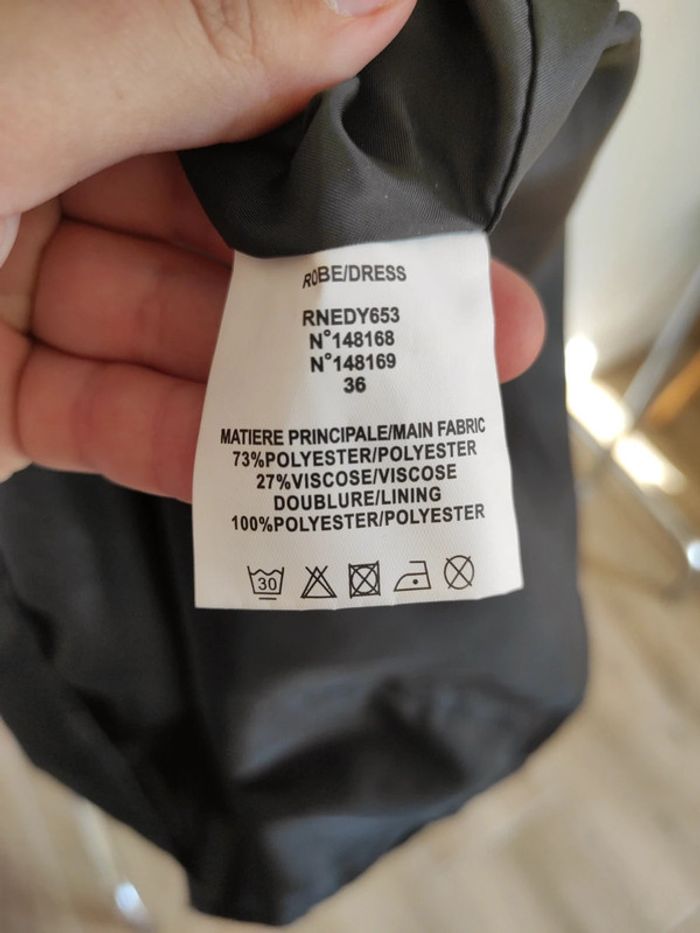 ROBE/DRESS
RNEDY653
N°148168
N°148169
36
MATIERE PRINCIPALE/MAIN FABRIC
73%POLYESTER/POLYESTER
27%VISCOSE/VISCOSE
DOUBLURE/LINING
100%POLYESTER/POLYESTER
30